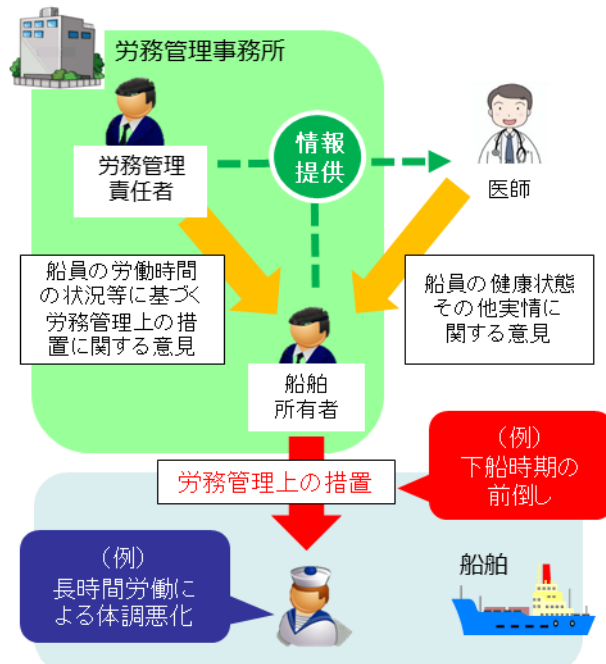 労務管理事務所
情報
提供
労務管理
責任者
医師
船員の労働時間
の状況等に基づく
労務管理上の措
置に関する意見
船員の健康状態
その他実情に
関する意見
船舶
所有者
(例)
下船時期の
前倒し
労務管理上の措置
(例)
長時間労働に
よる体調悪化
船舶